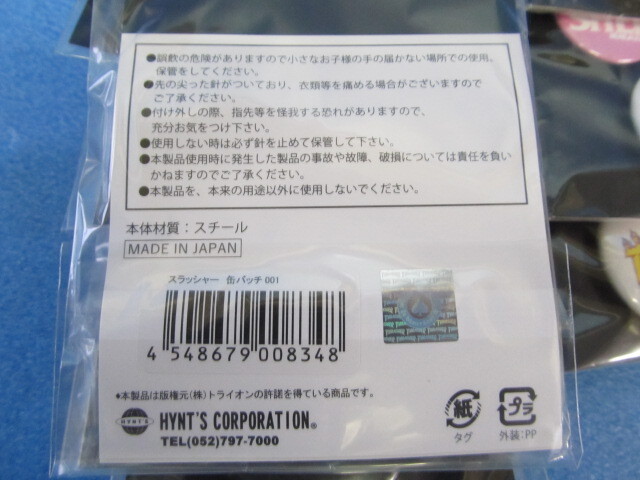 ●誤飲の危険がありますので小さなお子様の手の届かない場所での使用、
保管をしてください。
●先の尖った針がついており、衣類等を痛める場合がございますので
ご了承ください。
●付け外しの際、指先等を怪我する恐れがありますので、
充分お気をつけ下さい。
●使用しない時は必ず針を止めて保管して下さい。
●本製品使用時に発生した製品の事故や故障、破損については責任を負い
かねますのでご了承ください。
●本製品を、本来の用途以外に使用しないでください。
本体材質：スチール
MADE IN JAPAN
スラッシャー 缶バッチ 001
4 548679 008348
●本製品は版権元(株)トライオンの許諾を得ている商品です。
HYNT'S
HYNT'S CORPORATION®
TEL(052)797-7000
紙
タグ
プラ
外装：PP